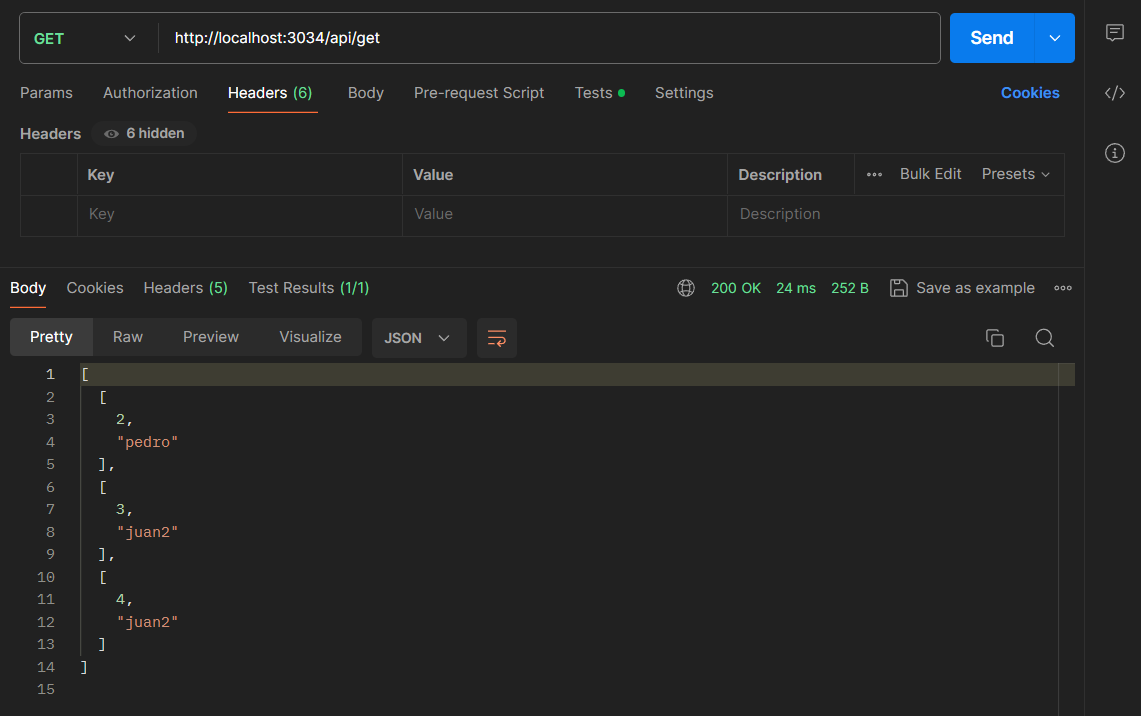 GET http://localhost:3034/api/get Send
Params Authorization Headers (6) Body Pre-request Script Tests Settings Cookies
Headers 6 hidden
Key Value Description Bulk Edit Presets
Key Value Description
Body Cookies Headers (5) Test Results (1/1) 200 OK 24 ms 252 B Save as example
Pretty Raw Preview Visualize JSON
1 [
2 [
3 2,
4 "pedro"
5 ],
6 [
7 3,
8 "juan2"
9 ],
10 [
11 4,
12 "juan2"
13 ]
14 ]
15